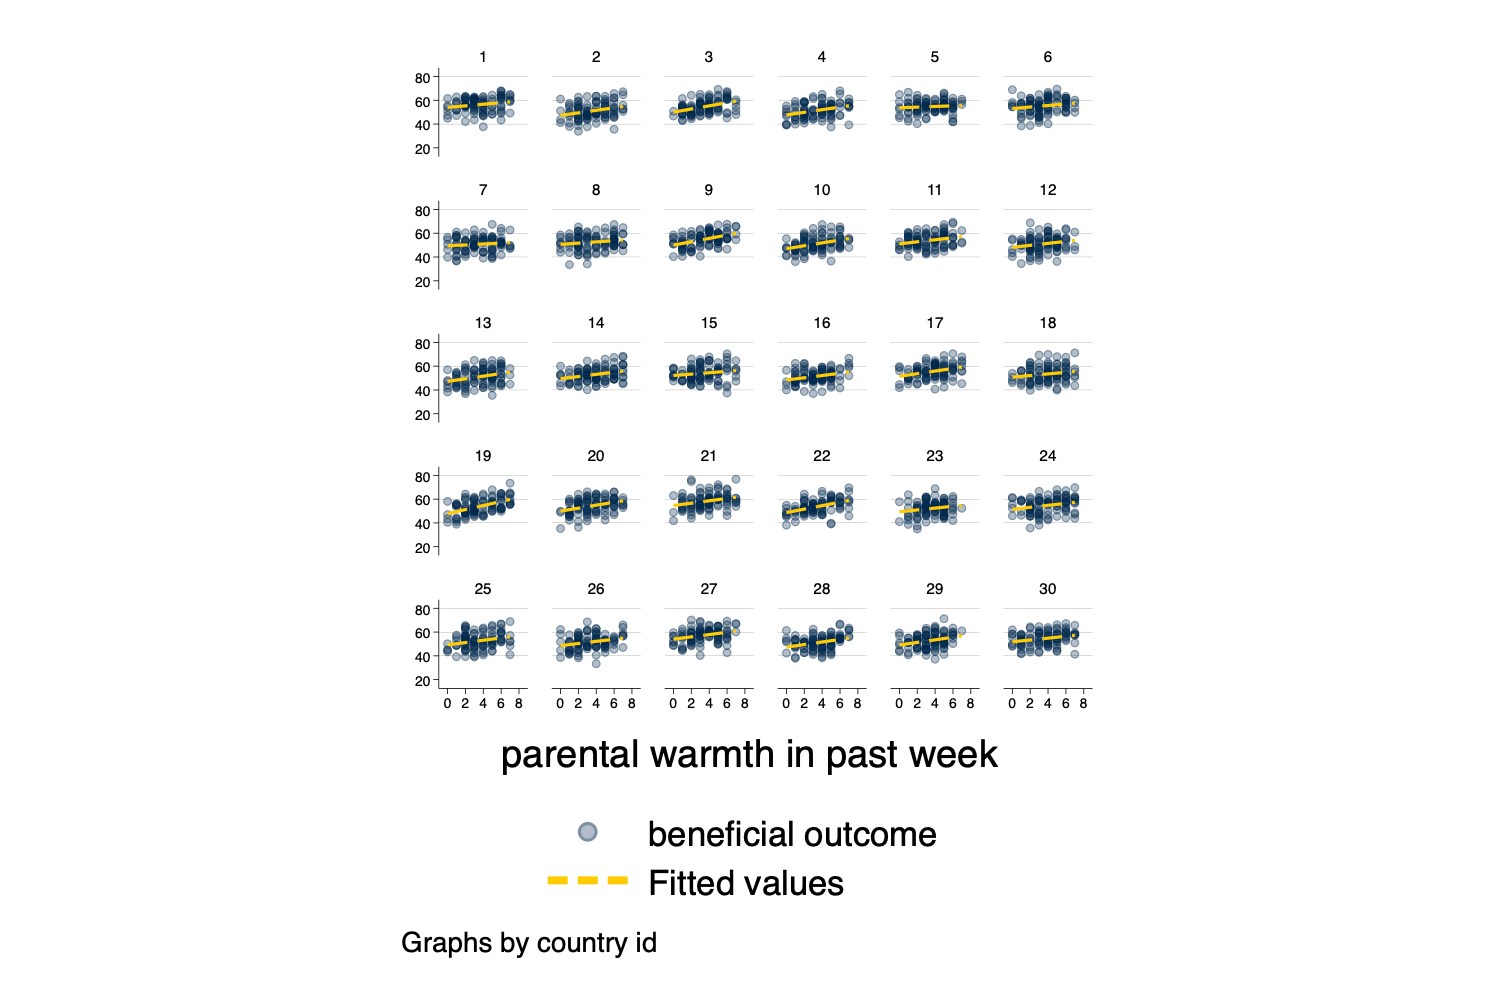 1 2 3 4 5 6
80
60
40
20
7 8 9 10 11 12
80
60
40
20
13 14 15 16 17 18
80
60
40
20
19 20 21 22 23 24
80
60
40
20
25 26 27 28 29 30
80
60
40
20
0 2 4 6 8 0 2 4 6 8 0 2 4 6 8 0 2 4 6 8 0 2 4 6 8 0 2 4 6 8
parental warmth in past week
beneficial outcome
Fitted values
Graphs by country id